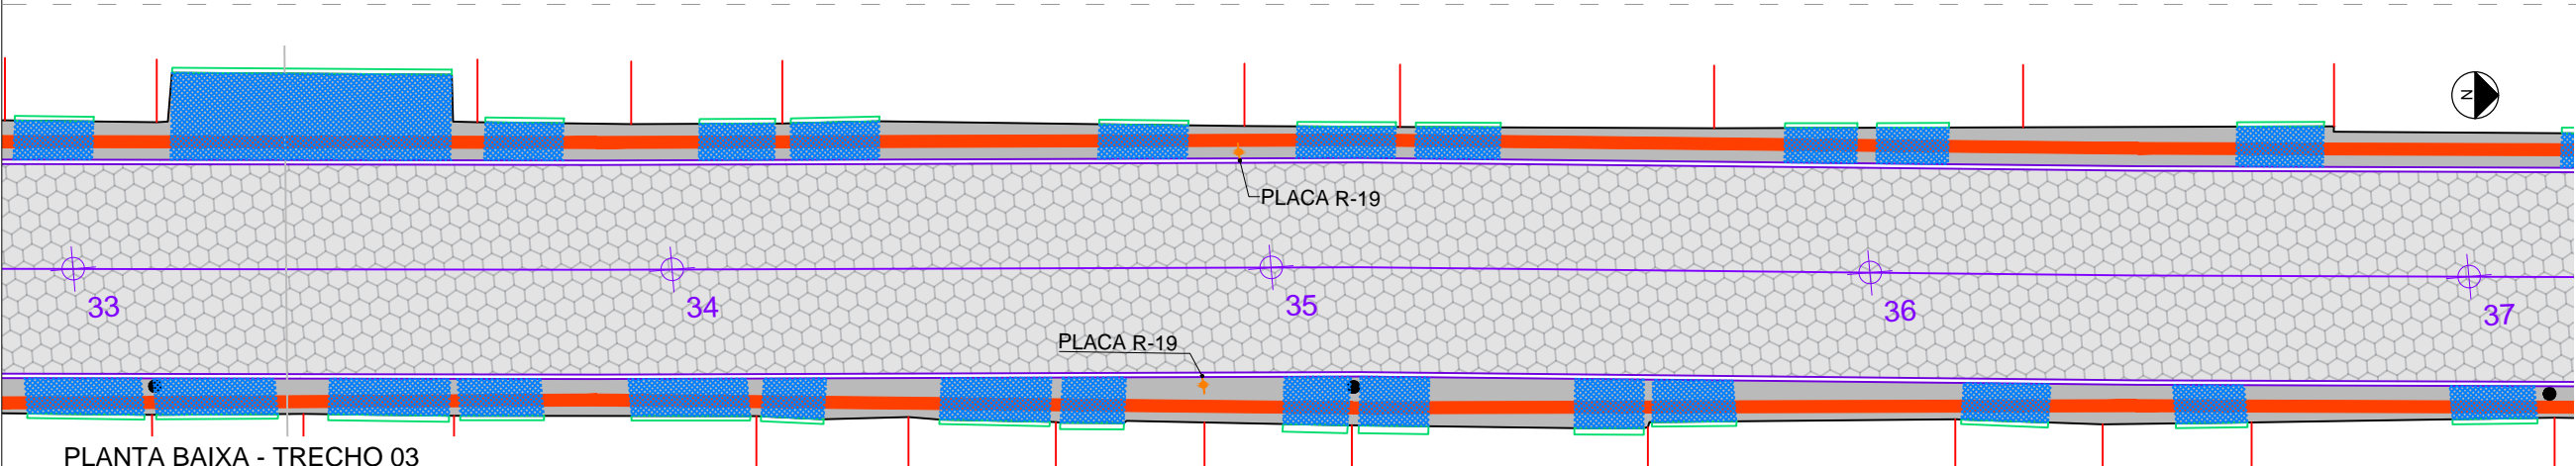 N
PLACA R-19
33
34
35
36
37
PLACA R-19
PLANTA BAIXA - TRECHO 03